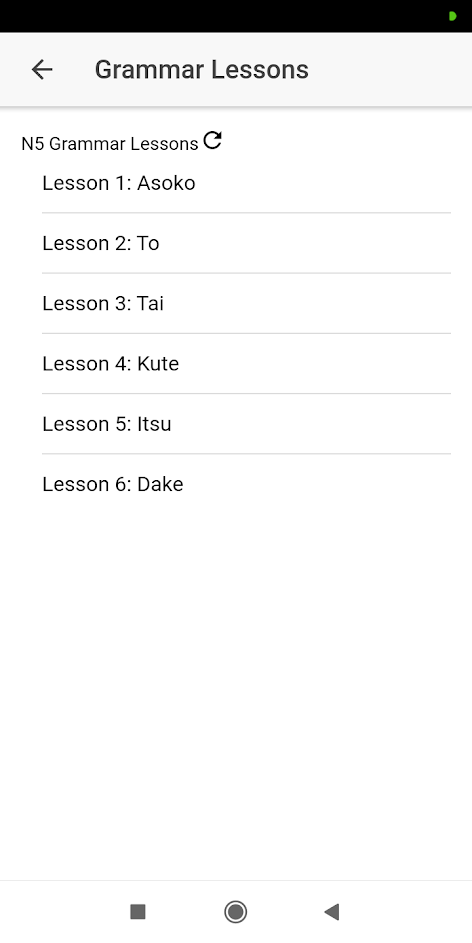 Grammar Lessons
N5 Grammar Lessons
Lesson 1: Asoko
Lesson 2: To
Lesson 3: Tai
Lesson 4: Kute
Lesson 5: Itsu
Lesson 6: Dake